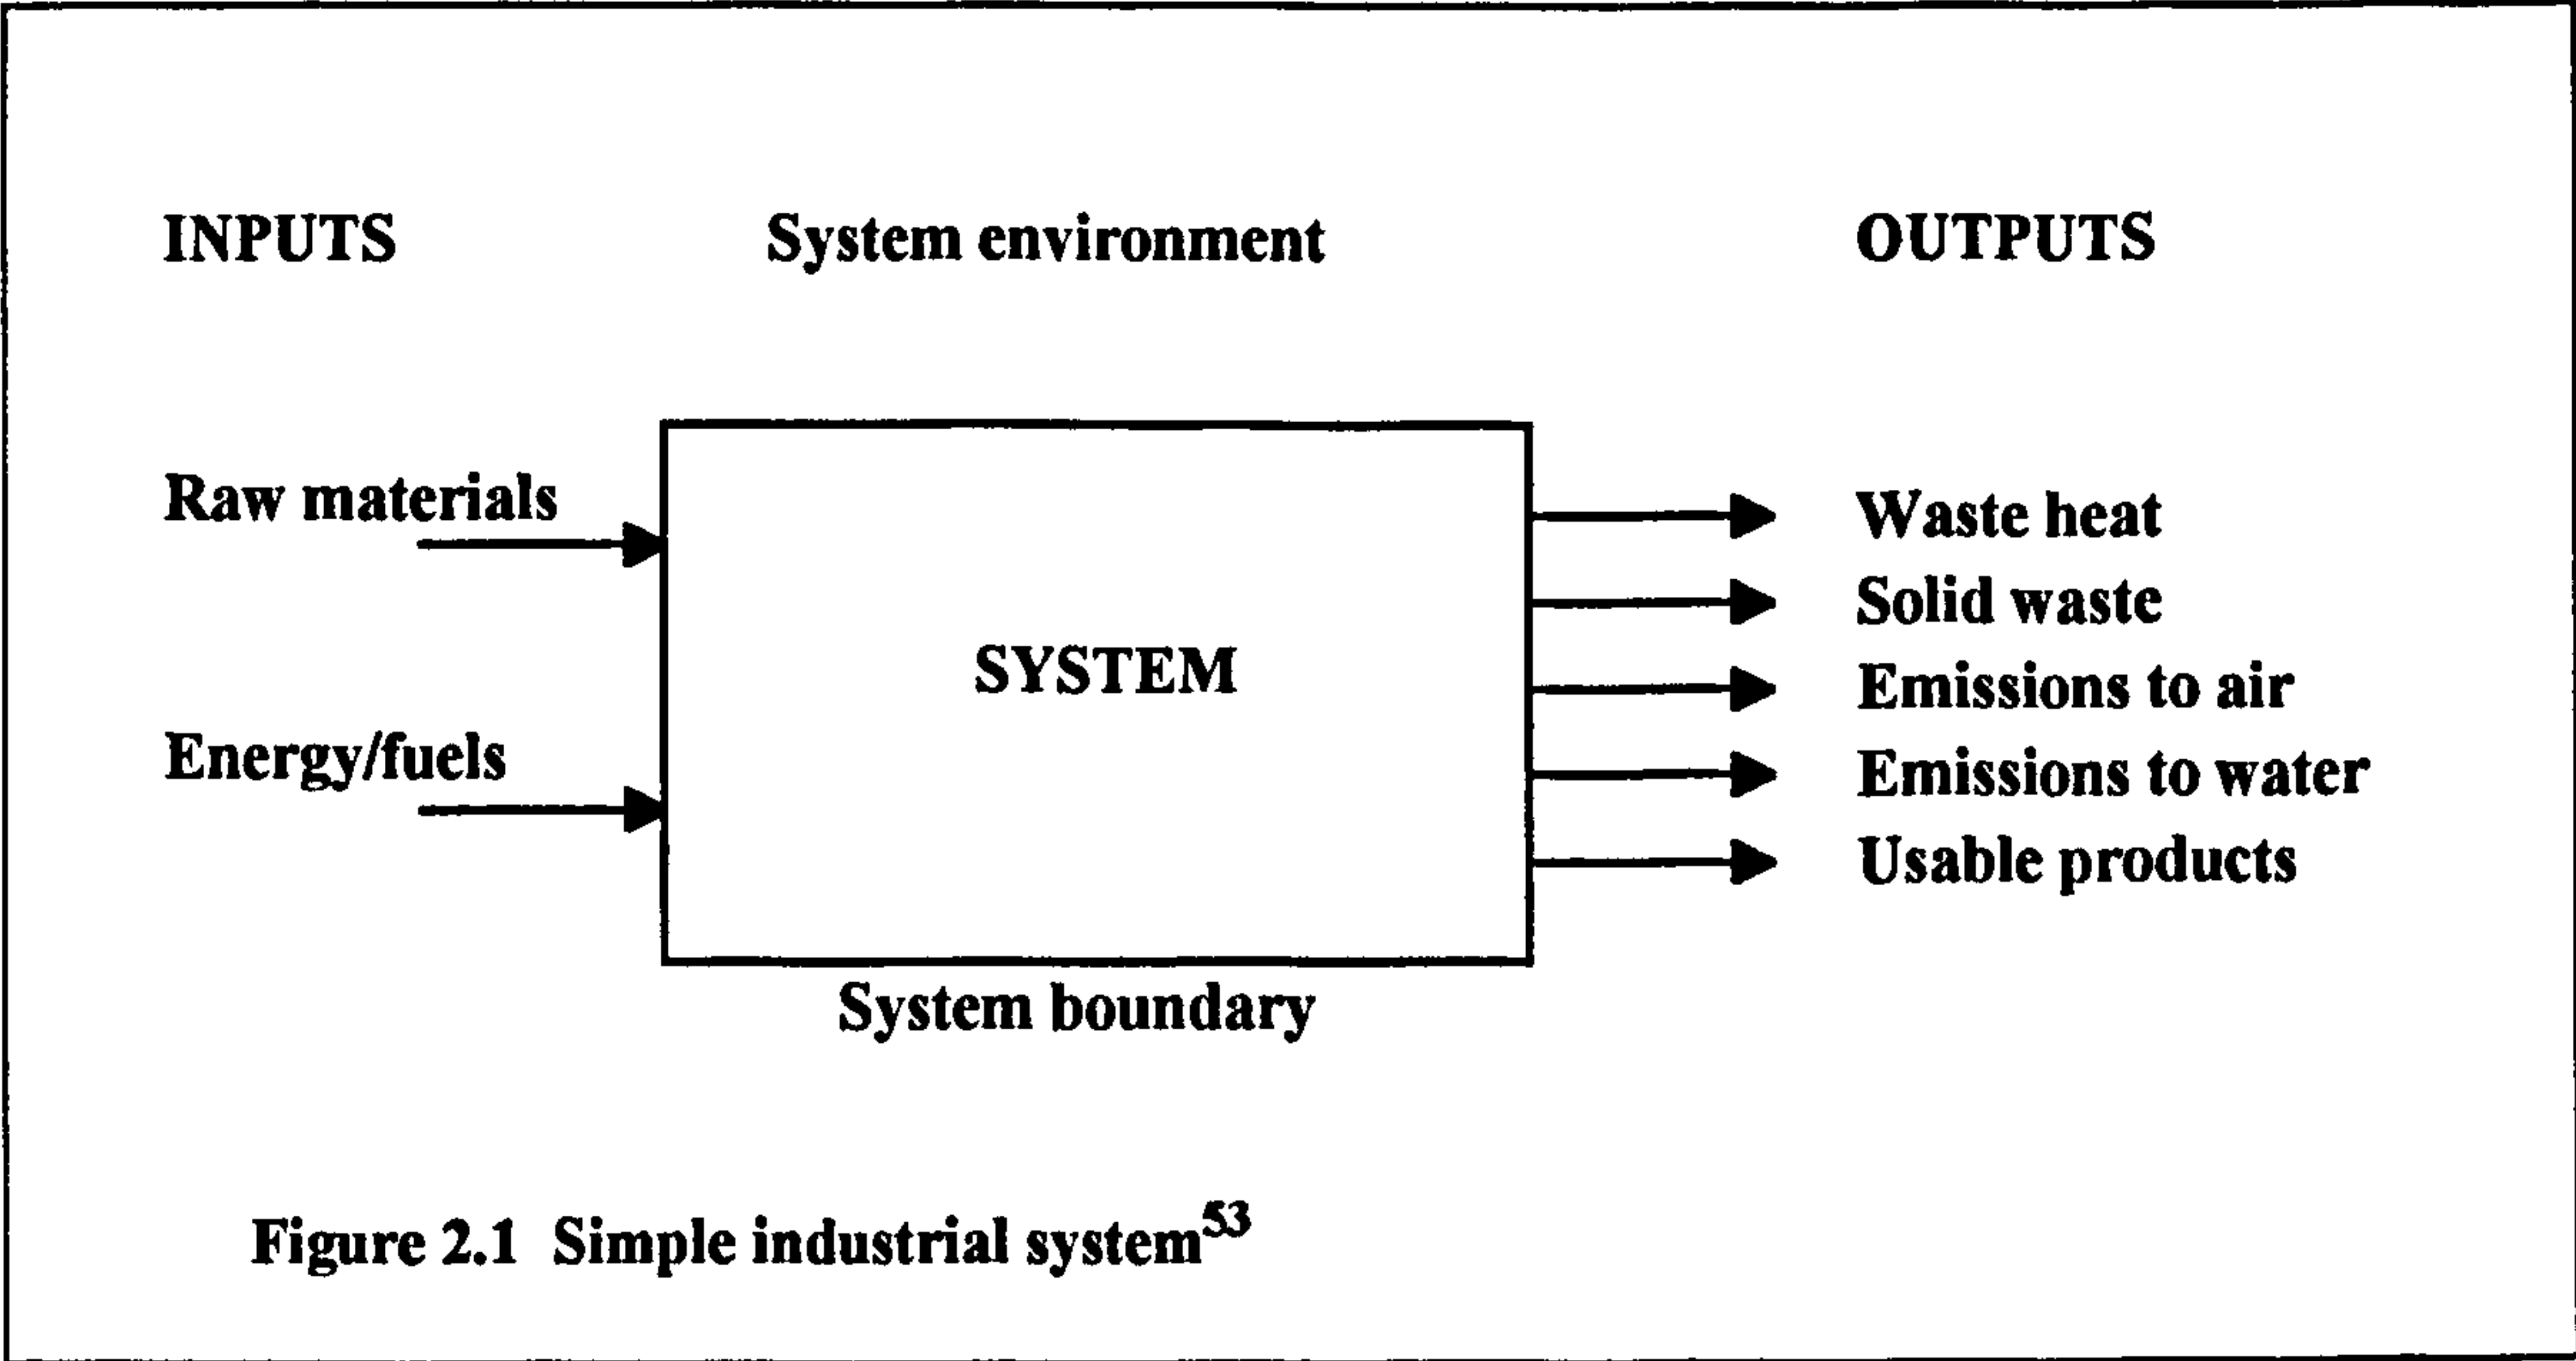 INPUTS System environment OUTPUTS
Raw materials
Energy/fuels
SYSTEM
Waste heat
Solid waste
Emissions to air
Emissions to water
Usable products
System boundary
Figure 2.1 Simple industrial system53